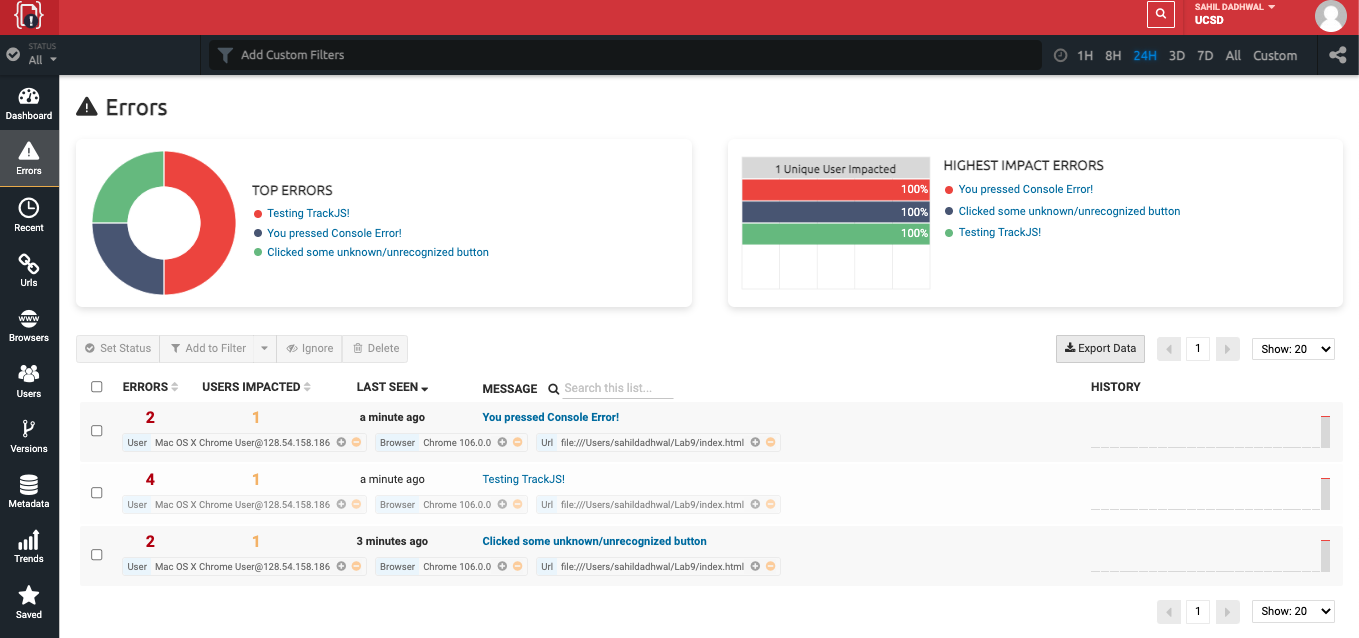 SAHIL DADHWAL
UCSD
STATUS
All
Add Custom Filters
1H 8H 24H 3D 7D All Custom
Dashboard
Errors
Recent
Urls
Browsers
Users
Versions
Metadata
Trends
Saved
Errors
TOP ERRORS
Testing TrackJS!
You pressed Console Error!
Clicked some unknown/unrecognized button
1 Unique User Impacted
100%
100%
100%
HIGHEST IMPACT ERRORS
You pressed Console Error!
Clicked some unknown/unrecognized button
Testing TrackJS!
Set Status Add to Filter Ignore Delete
Export Data 1 Show: 20
ERRORS USERS IMPACTED LAST SEEN MESSAGE Search this list... HISTORY
2 1 a minute ago You pressed Console Error!
User Mac OS X Chrome User@128.54.158.186 Browser Chrome 106.0.0 Url file:///Users/sahildadhwal/Lab9/index.html
4 1 a minute ago Testing TrackJS!
User Mac OS X Chrome User@128.54.158.186 Browser Chrome 106.0.0 Url file:///Users/sahildadhwal/Lab9/index.html
2 1 3 minutes ago Clicked some unknown/unrecognized button
User Mac OS X Chrome User@128.54.158.186 Browser Chrome 106.0.0 Url file:///Users/sahildadhwal/Lab9/index.html
1 Show: 20